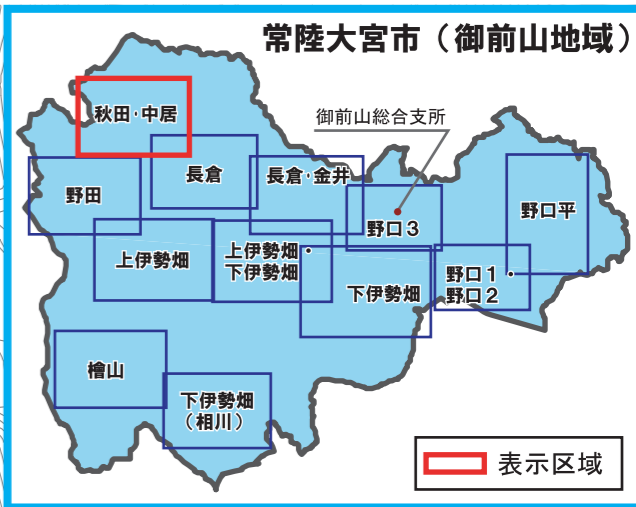 常陸大宮市（御前山地域）
秋田・中居
御前山総合支所
長倉
長倉・金井
野田
野口３
野口平
上伊勢畑
上伊勢畑
下伊勢畑
下伊勢畑
野口１
野口２
檜山
下伊勢畑
（相川）
表示区域